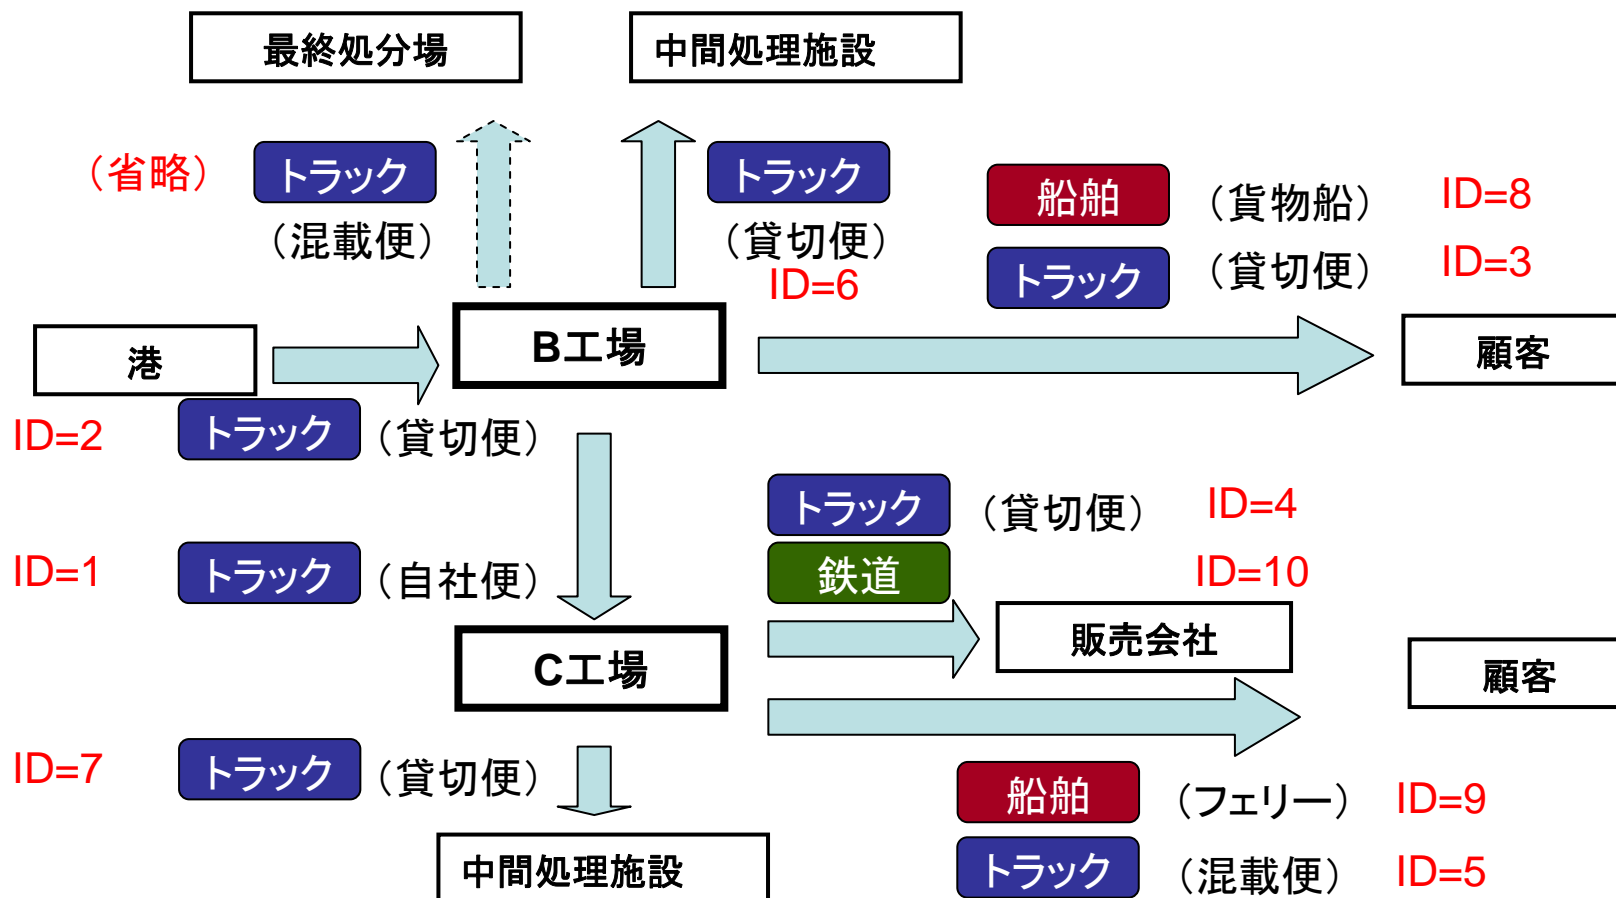 最終処分場
中間処理施設
（省略）
トラック
（混載便）
トラック
（貸切便）
ID=6
船舶
（貨物船）
ID=8
トラック
（貸切便）
ID=3
港
B工場
顧客
ID=2
トラック
（貸切便）
トラック
（貸切便）
ID=4
ID=1
トラック
（自社便）
鉄道
ID=10
C工場
販売会社
顧客
ID=7
トラック
（貸切便）
船舶
（フェリー）
ID=9
中間処理施設
トラック
（混載便）
ID=5